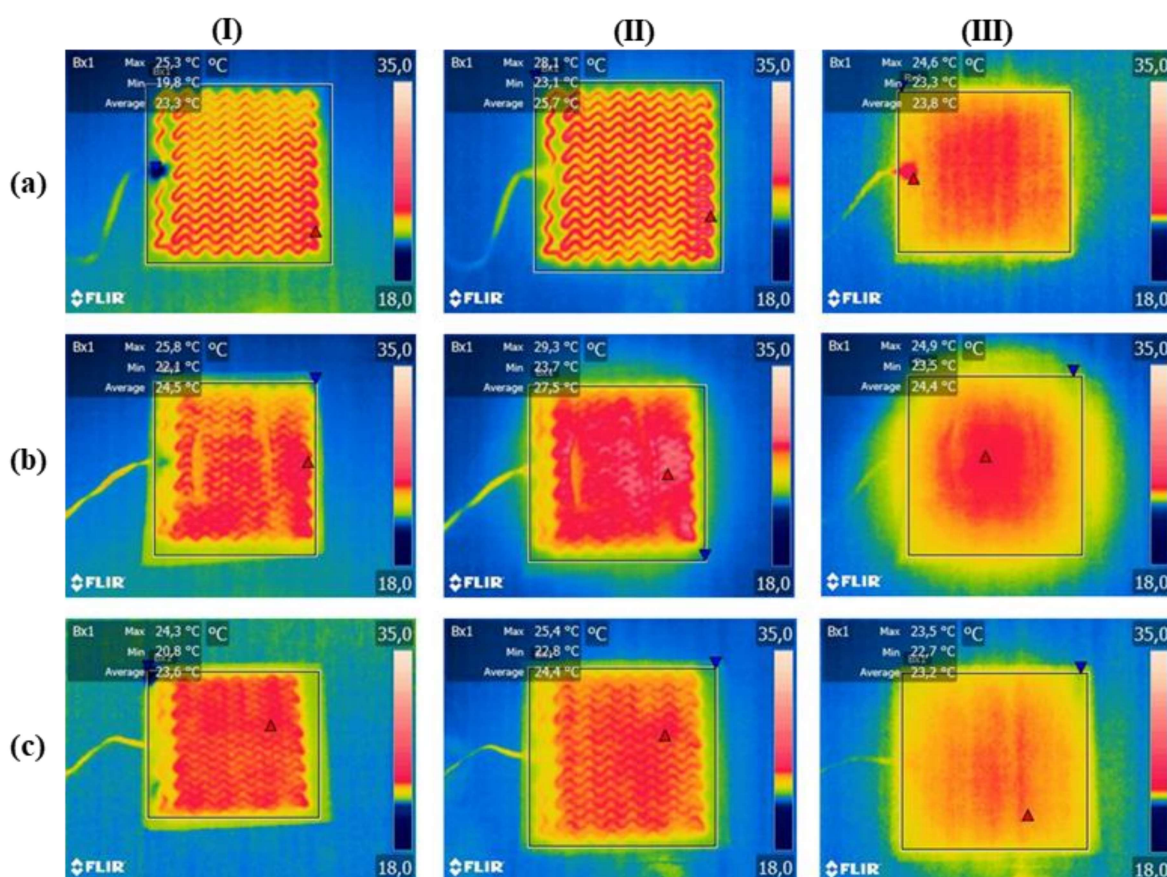 (I) (II) (III)
(a)
Bx1 Max 25,3 °C °C 35,0
Min 19,8 °C
Average 23,3 °C
FLIR 18,0
Bx1 Max 28,1 °C °C 35,0
Min 23,1 °C
Average 25,7 °C
FLIR 18,0
Bx1 Max 24,6 °C °C 35,0
Min 23,3 °C
Average 23,8 °C
FLIR 18,0
(b)
Bx1 Max 25,8 °C °C 35,0
Min 22,1 °C
Average 24,5 °C
FLIR 18,0
Bx1 Max 29,3 °C °C 35,0
Min 23,7 °C
Average 27,5 °C
FLIR 18,0
Bx1 Max 24,9 °C °C 35,0
Min 23,5 °C
Average 24,4 °C
FLIR 18,0
(c)
Bx1 Max 24,3 °C °C 35,0
Min 20,8 °C
Average 23,6 °C
FLIR 18,0
Bx1 Max 25,4 °C °C 35,0
Min 22,8 °C
Average 24,4 °C
FLIR 18,0
Bx1 Max 23,5 °C °C 35,0
Min 22,7 °C
Average 23,2 °C
FLIR 18,0